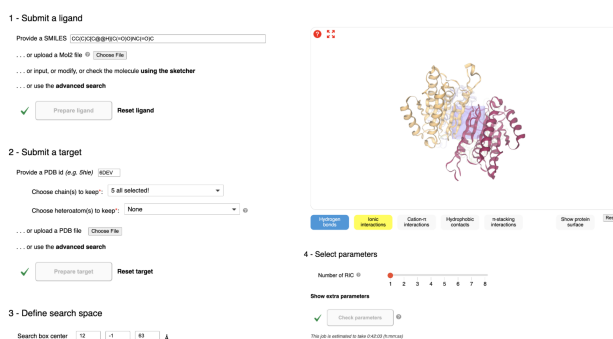 1 - Submit a ligand
Provide a SMILES CC(C)C[C@@H](C(=O)O)NC(=O)C
. . . or upload a Mol2 file Choose File
. . . or input, or modify, or check the molecule using the sketcher
. . . or use the advanced search
Prepare ligand Reset ligand
2 - Submit a target
Provide a PDB id (e.g. 5hie) 6DEV
Choose chain(s) to keep*: 5 all selected!
Choose heteroatom(s) to keep*: None
. . . or upload a PDB file Choose File
. . . or use the advanced search
Prepare target Reset target
3 - Define search space
Search box center 12 -1 63 Å
Hydrogen bonds
Ionic interactions
Cation-π interactions
Hydrophobic contacts
π-stacking interactions
Show protein surface
Res
4 - Select parameters
Number of RIC
1 2 3 4 5 6 7 8
Show extra parameters
Check parameters
This job is estimated to take 0:42:03 (h:mm:ss)